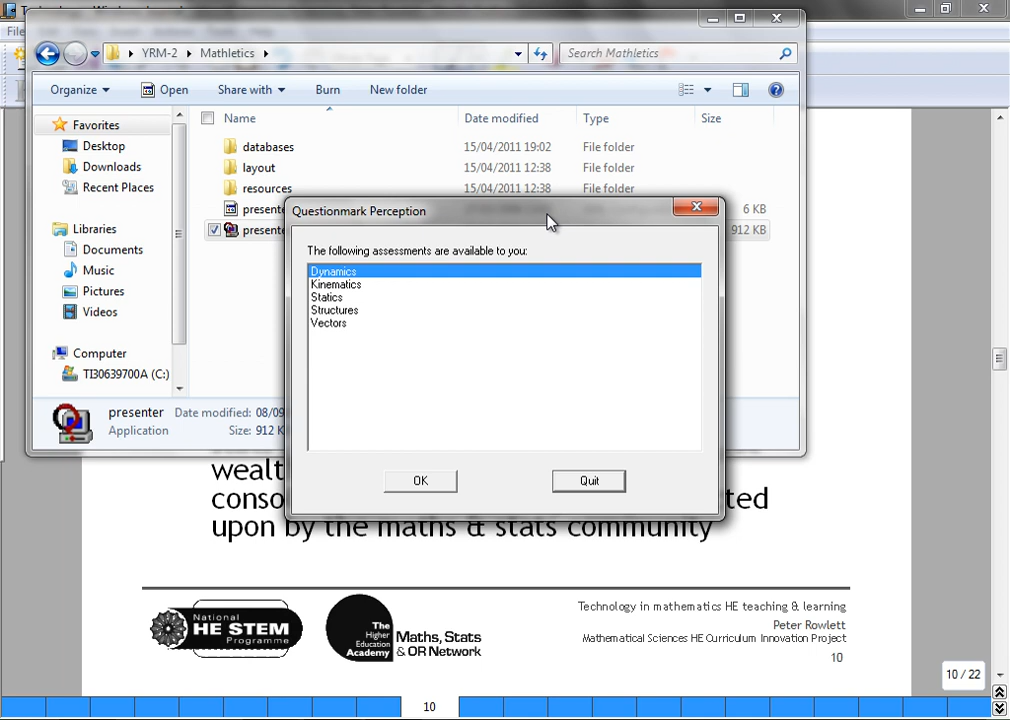 File
YRM-2 Mathletics
Search Mathletics
Organize Open Share with Burn New folder
Name Date modified Type Size
Favorites
Desktop
Downloads
Recent Places
Libraries
Documents
Music
Pictures
Videos
Computer
TI30639700A (C:)
databases 15/04/2011 19:02 File folder
layout 15/04/2011 12:38 File folder
resources 15/04/2011 12:38 File folder
presente 6 KB
presente 912 KB
presenter Date modified: 08/09
Application Size: 912 K
Questionmark Perception
The following assessments are available to you:
Dynamics
Kinematics
Statics
Structures
Vectors
OK Quit
wealt
conso ted
upon by the maths & stats community
National
HE STEM
Programme
The
Higher
Education
Academy
Maths, Stats
& OR Network
Technology in mathematics HE teaching & learning
Peter Rowlett
Mathematical Sciences HE Curriculum Innovation Project
10
10 / 22
10